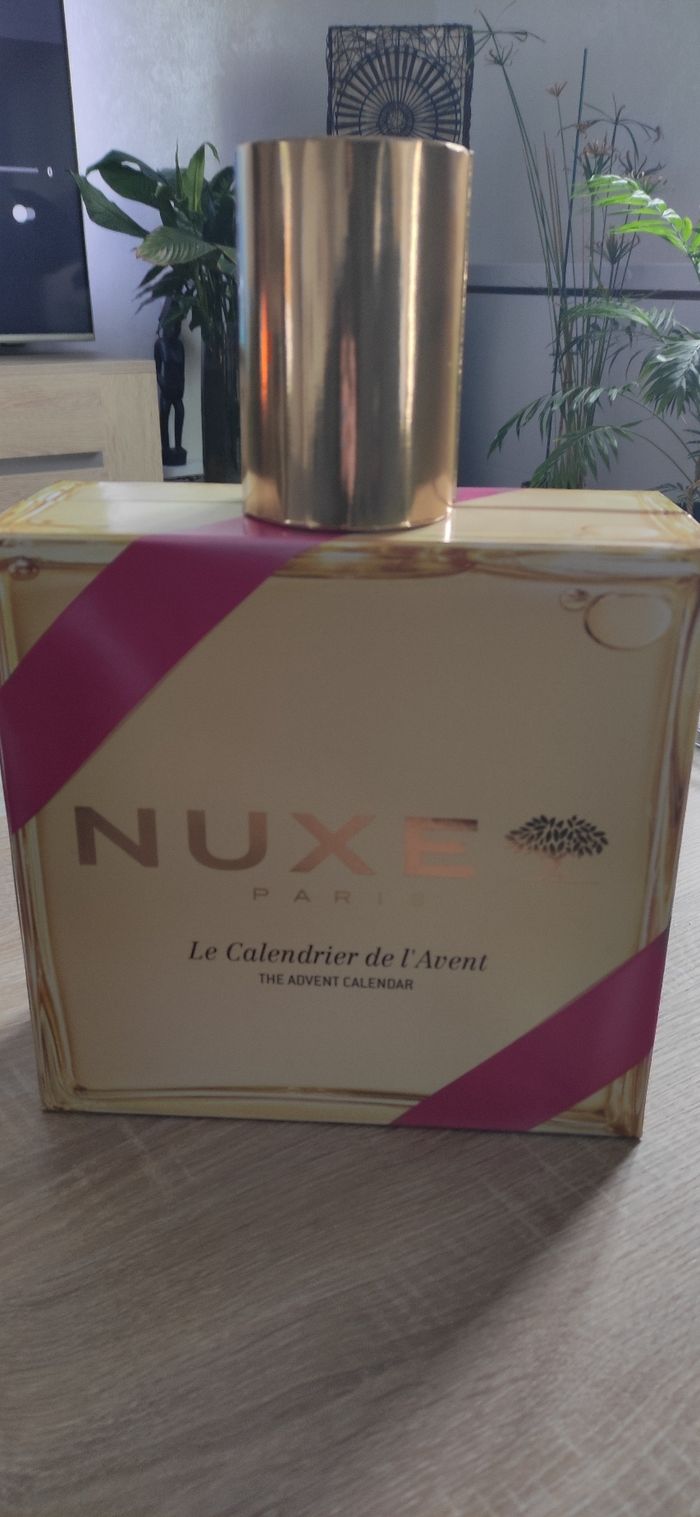 NUXE
PARIS
Le Calendrier de l'Avent
THE ADVENT CALENDAR